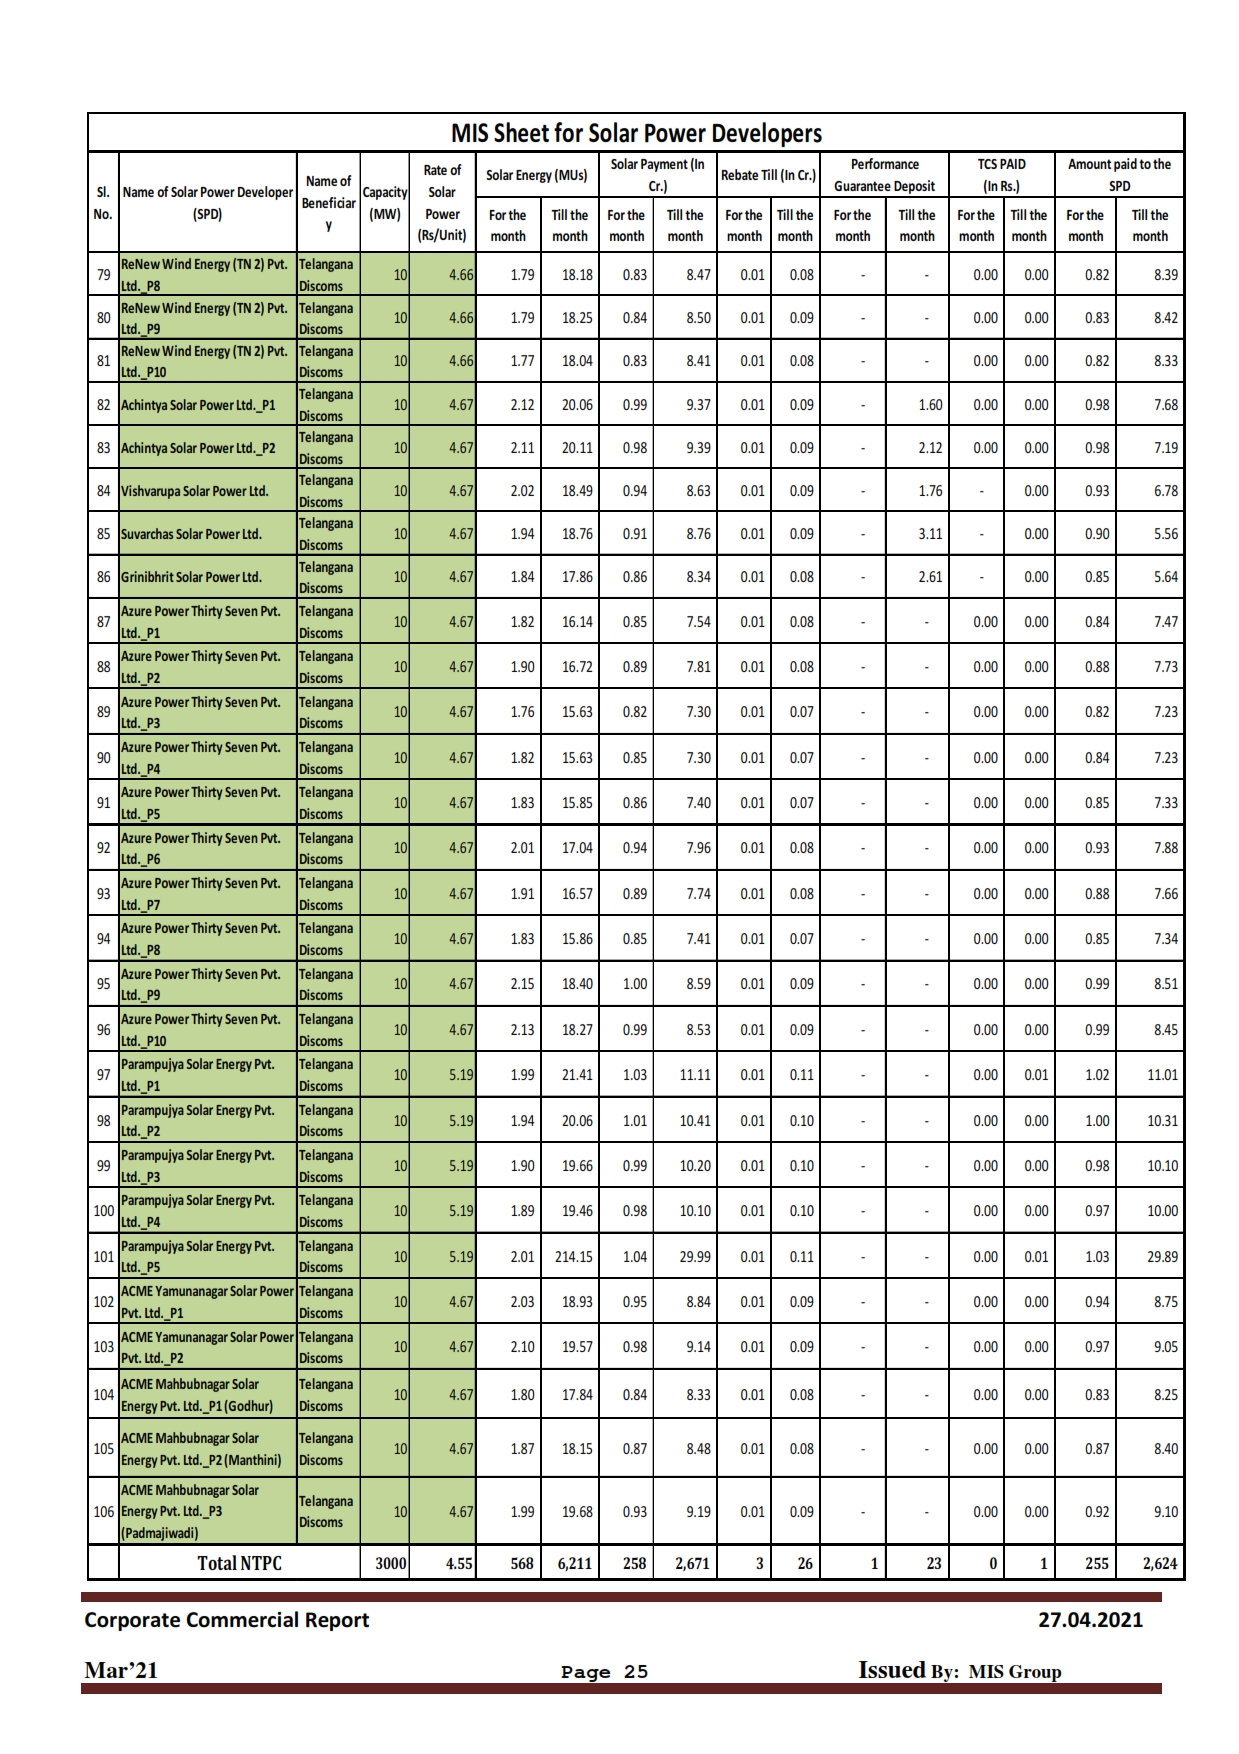 MIS Sheet for Solar Power Developers
Sl. No. Name of Solar Power Developer (SPD) Name of Beneficiar y Capacity (MW) Rate of Solar Power (Rs/Unit) Solar Energy (MUs) Solar Payment (In Cr.) Rebate Till (In Cr.) Performance Guarantee Deposit TCS PAID (In Rs.) Amount paid to the SPD
For the month Till the month For the month Till the month For the month Till the month For the month Till the month For the month Till the month For the month Till the month
79 ReNew Wind Energy (TN 2) Pvt. Ltd._P8 Telangana Discoms 10 4.66 1.79 18.18 0.83 8.47 0.01 0.08 - - 0.00 0.00 0.82 8.39
80 ReNew Wind Energy (TN 2) Pvt. Ltd._P9 Telangana Discoms 10 4.66 1.79 18.25 0.84 8.50 0.01 0.09 - - 0.00 0.00 0.83 8.42
81 ReNew Wind Energy (TN 2) Pvt. Ltd._P10 Telangana Discoms 10 4.66 1.77 18.04 0.83 8.41 0.01 0.08 - - 0.00 0.00 0.82 8.33
82 Achintya Solar Power Ltd._P1 Telangana Discoms 10 4.67 2.12 20.06 0.99 9.37 0.01 0.09 - 1.60 0.00 0.00 0.98 7.68
83 Achintya Solar Power Ltd._P2 Telangana Discoms 10 4.67 2.11 20.11 0.98 9.39 0.01 0.09 - 2.12 0.00 0.00 0.98 7.19
84 Vishvarupa Solar Power Ltd. Telangana Discoms 10 4.67 2.02 18.49 0.94 8.63 0.01 0.09 - 1.76 - 0.00 0.93 6.78
85 Suvarchas Solar Power Ltd. Telangana Discoms 10 4.67 1.94 18.76 0.91 8.76 0.01 0.09 - 3.11 - 0.00 0.90 5.56
86 Grinibhrit Solar Power Ltd. Telangana Discoms 10 4.67 1.84 17.86 0.86 8.34 0.01 0.08 - 2.61 - 0.00 0.85 5.64
87 Azure Power Thirty Seven Pvt. Ltd._P1 Telangana Discoms 10 4.67 1.82 16.14 0.85 7.54 0.01 0.08 - - 0.00 0.00 0.84 7.47
88 Azure Power Thirty Seven Pvt. Ltd._P2 Telangana Discoms 10 4.67 1.90 16.72 0.89 7.81 0.01 0.08 - - 0.00 0.00 0.88 7.73
89 Azure Power Thirty Seven Pvt. Ltd._P3 Telangana Discoms 10 4.67 1.76 15.63 0.82 7.30 0.01 0.07 - - 0.00 0.00 0.82 7.23
90 Azure Power Thirty Seven Pvt. Ltd._P4 Telangana Discoms 10 4.67 1.82 15.63 0.85 7.30 0.01 0.07 - - 0.00 0.00 0.84 7.23
91 Azure Power Thirty Seven Pvt. Ltd._P5 Telangana Discoms 10 4.67 1.83 15.85 0.86 7.40 0.01 0.07 - - 0.00 0.00 0.85 7.33
92 Azure Power Thirty Seven Pvt. Ltd._P6 Telangana Discoms 10 4.67 2.01 17.04 0.94 7.96 0.01 0.08 - - 0.00 0.00 0.93 7.88
93 Azure Power Thirty Seven Pvt. Ltd._P7 Telangana Discoms 10 4.67 1.91 16.57 0.89 7.74 0.01 0.08 - - 0.00 0.00 0.88 7.66
94 Azure Power Thirty Seven Pvt. Ltd._P8 Telangana Discoms 10 4.67 1.83 15.86 0.85 7.41 0.01 0.07 - - 0.00 0.00 0.85 7.34
95 Azure Power Thirty Seven Pvt. Ltd._P9 Telangana Discoms 10 4.67 2.15 18.40 1.00 8.59 0.01 0.09 - - 0.00 0.00 0.99 8.51
96 Azure Power Thirty Seven Pvt. Ltd._P10 Telangana Discoms 10 4.67 2.13 18.27 0.99 8.53 0.01 0.09 - - 0.00 0.00 0.99 8.45
97 Parampujya Solar Energy Pvt. Ltd._P1 Telangana Discoms 10 5.19 1.99 21.41 1.03 11.11 0.01 0.11 - - 0.00 0.01 1.02 11.01
98 Parampujya Solar Energy Pvt. Ltd._P2 Telangana Discoms 10 5.19 1.94 20.06 1.01 10.41 0.01 0.10 - - 0.00 0.00 1.00 10.31
99 Parampujya Solar Energy Pvt. Ltd._P3 Telangana Discoms 10 5.19 1.90 19.66 0.99 10.20 0.01 0.10 - - 0.00 0.00 0.98 10.10
100 Parampujya Solar Energy Pvt. Ltd._P4 Telangana Discoms 10 5.19 1.89 19.46 0.98 10.10 0.01 0.10 - - 0.00 0.00 0.97 10.00
101 Parampujya Solar Energy Pvt. Ltd._P5 Telangana Discoms 10 5.19 2.01 214.15 1.04 29.99 0.01 0.11 - - 0.00 0.01 1.03 29.89
102 ACME Yamunanagar Solar Power Pvt. Ltd._P1 Telangana Discoms 10 4.67 2.03 18.93 0.95 8.84 0.01 0.09 - - 0.00 0.00 0.94 8.75
103 ACME Yamunanagar Solar Power Pvt. Ltd._P2 Telangana Discoms 10 4.67 2.10 19.57 0.98 9.14 0.01 0.09 - - 0.00 0.00 0.97 9.05
104 ACME Mahbubnagar Solar Energy Pvt. Ltd._P1 (Godhur) Telangana Discoms 10 4.67 1.80 17.84 0.84 8.33 0.01 0.08 - - 0.00 0.00 0.83 8.25
105 ACME Mahbubnagar Solar Energy Pvt. Ltd._P2 (Manthini) Telangana Discoms 10 4.67 1.87 18.15 0.87 8.48 0.01 0.08 - - 0.00 0.00 0.87 8.40
106 ACME Mahbubnagar Solar Energy Pvt. Ltd._P3 (Padmajiwadi) Telangana Discoms 10 4.67 1.99 19.68 0.93 9.19 0.01 0.09 - - 0.00 0.00 0.92 9.10
Total NTPC 3000 4.55 568 6,211 258 2,671 3 26 1 23 0 1 255 2,624
Corporate Commercial Report 27.04.2021
Mar’21 Page 25 Issued By: MIS Group